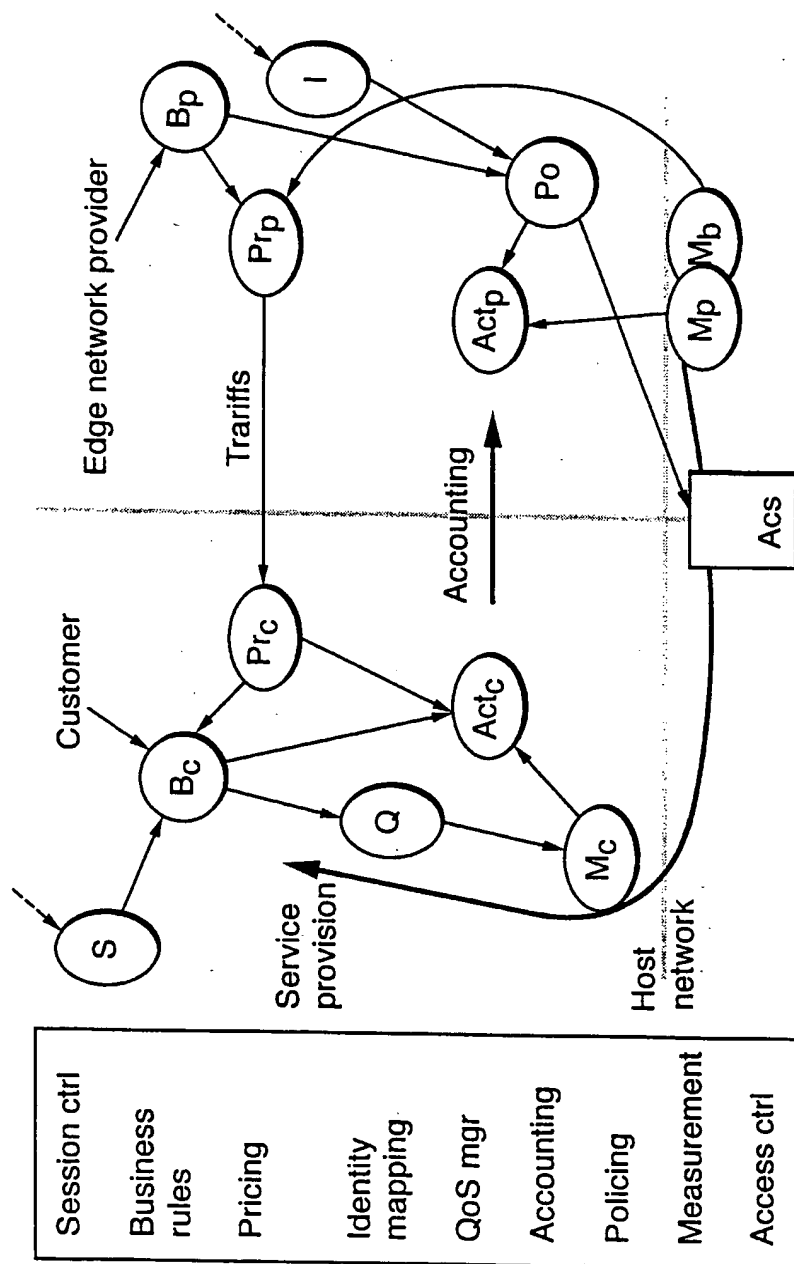 Session ctrl
Business
rules
Pricing
Identity
mapping
QoS mgr
Accounting
Policing
Measurement
Access ctrl
Customer
Edge network provider
S
Bc
Bp
Prc
Trariffs
Prp
I
Service
provision
Q
Actc
Accounting
Actp
Po
Mc
Host
network
Mp
Mb
Acs